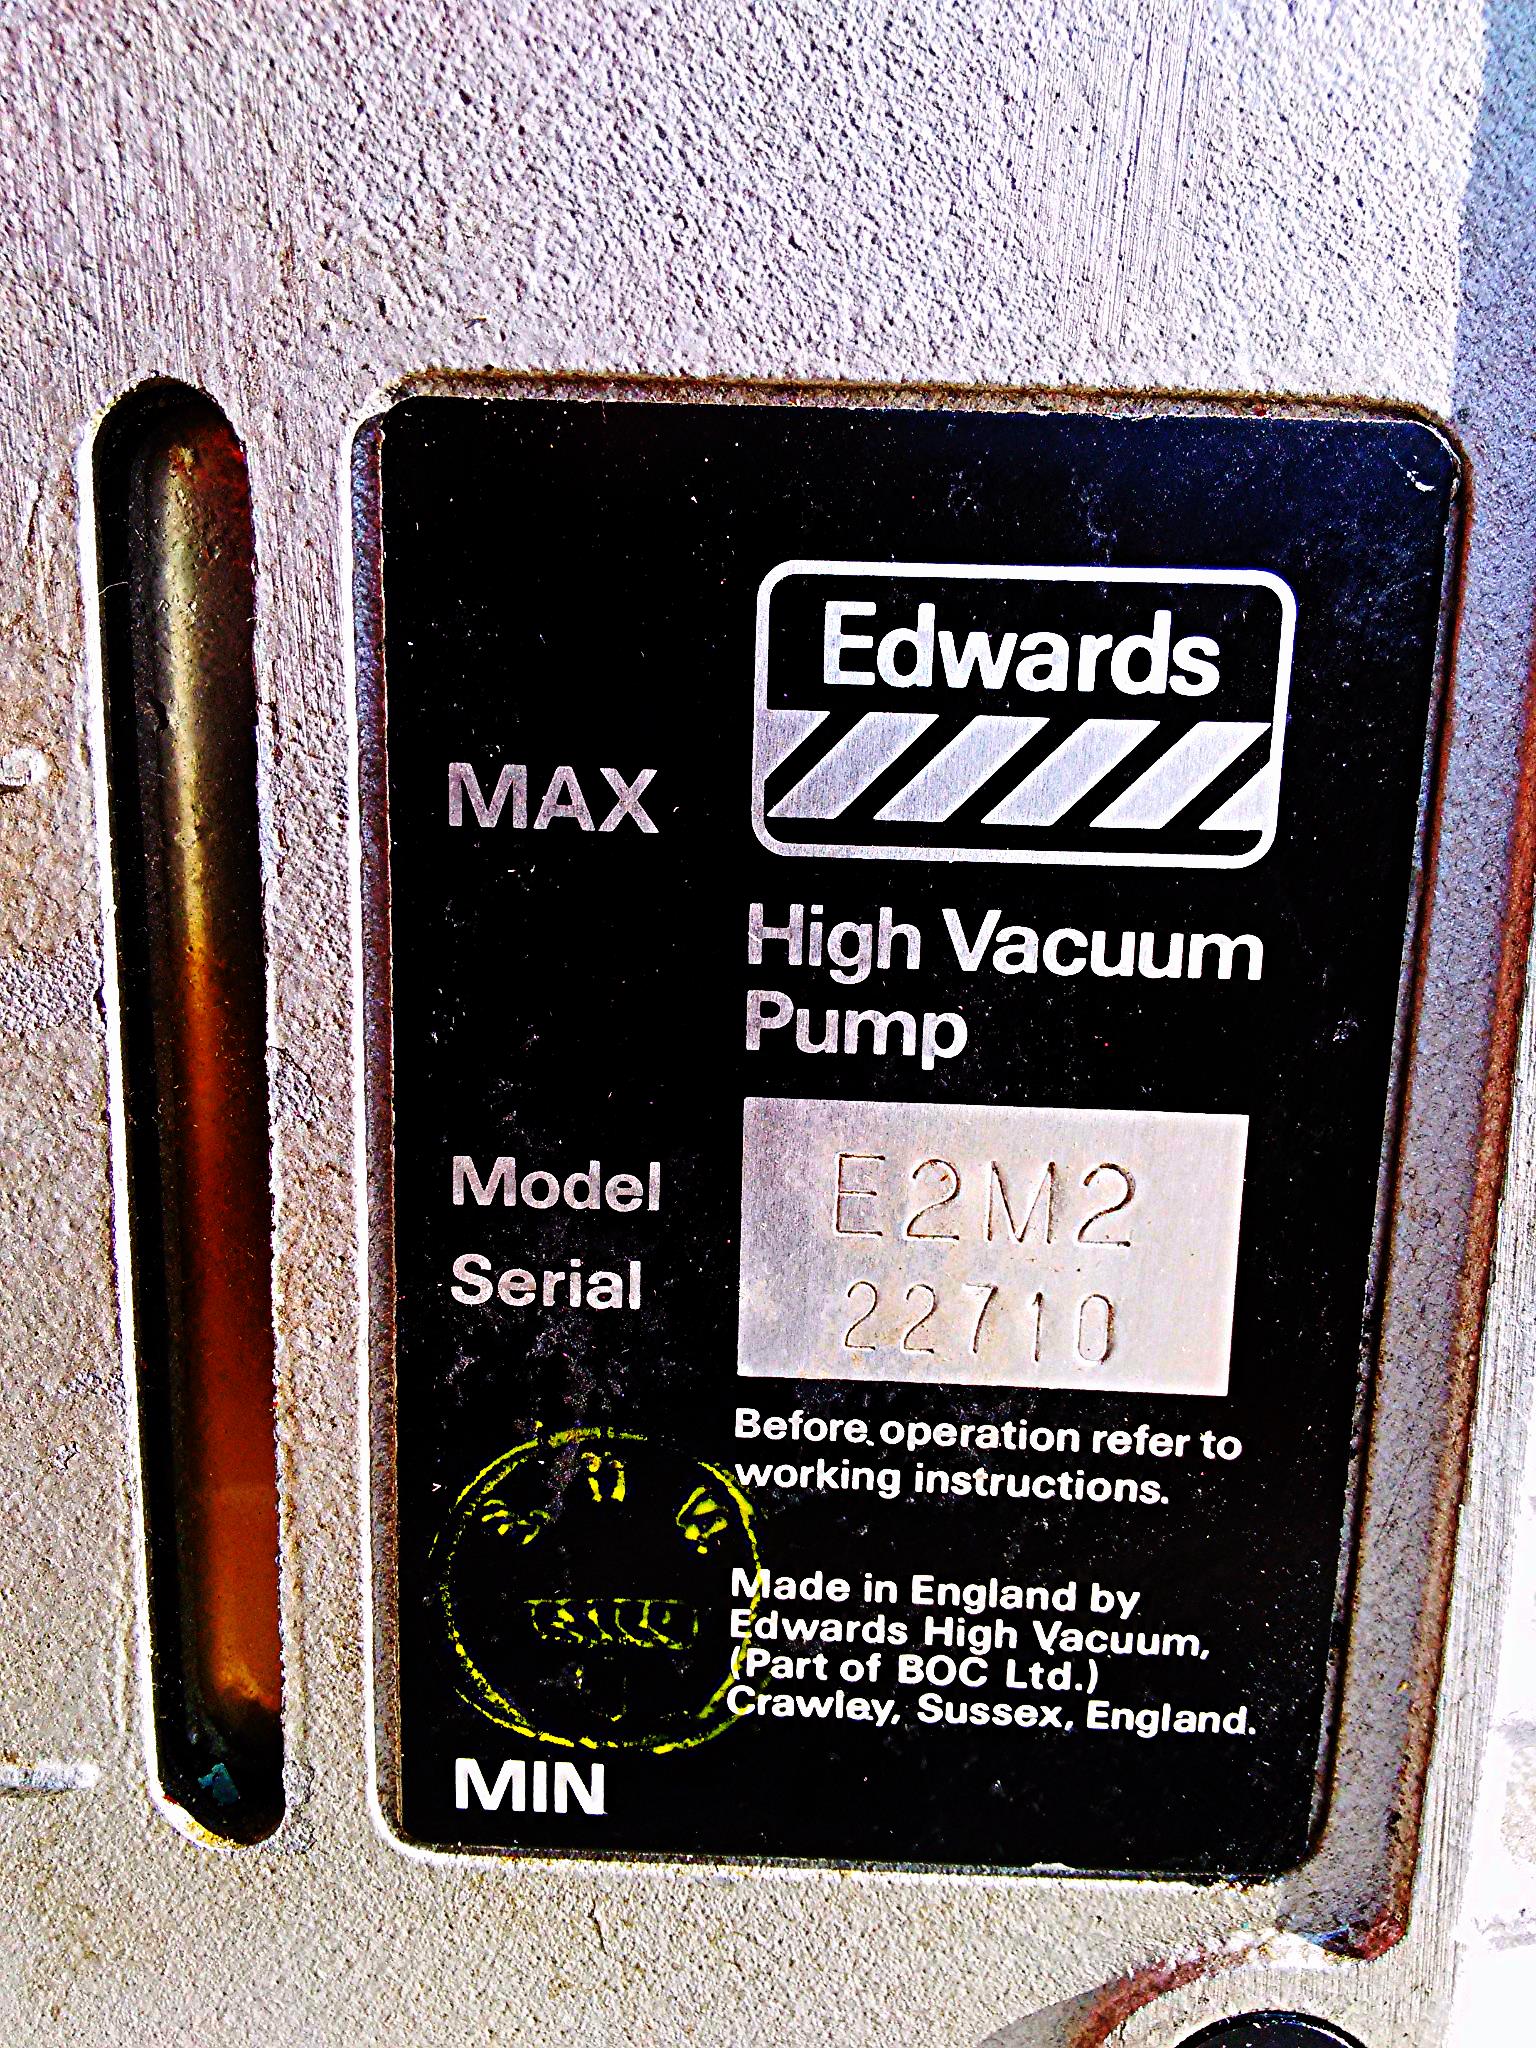 Edwards
MAX
High Vacuum
Pump
Model E2M2
Serial 22710
Before operation refer to
working instructions.
Made in England by
Edwards High Vacuum,
(Part of BOC Ltd.)
Crawley, Sussex, England.
MIN